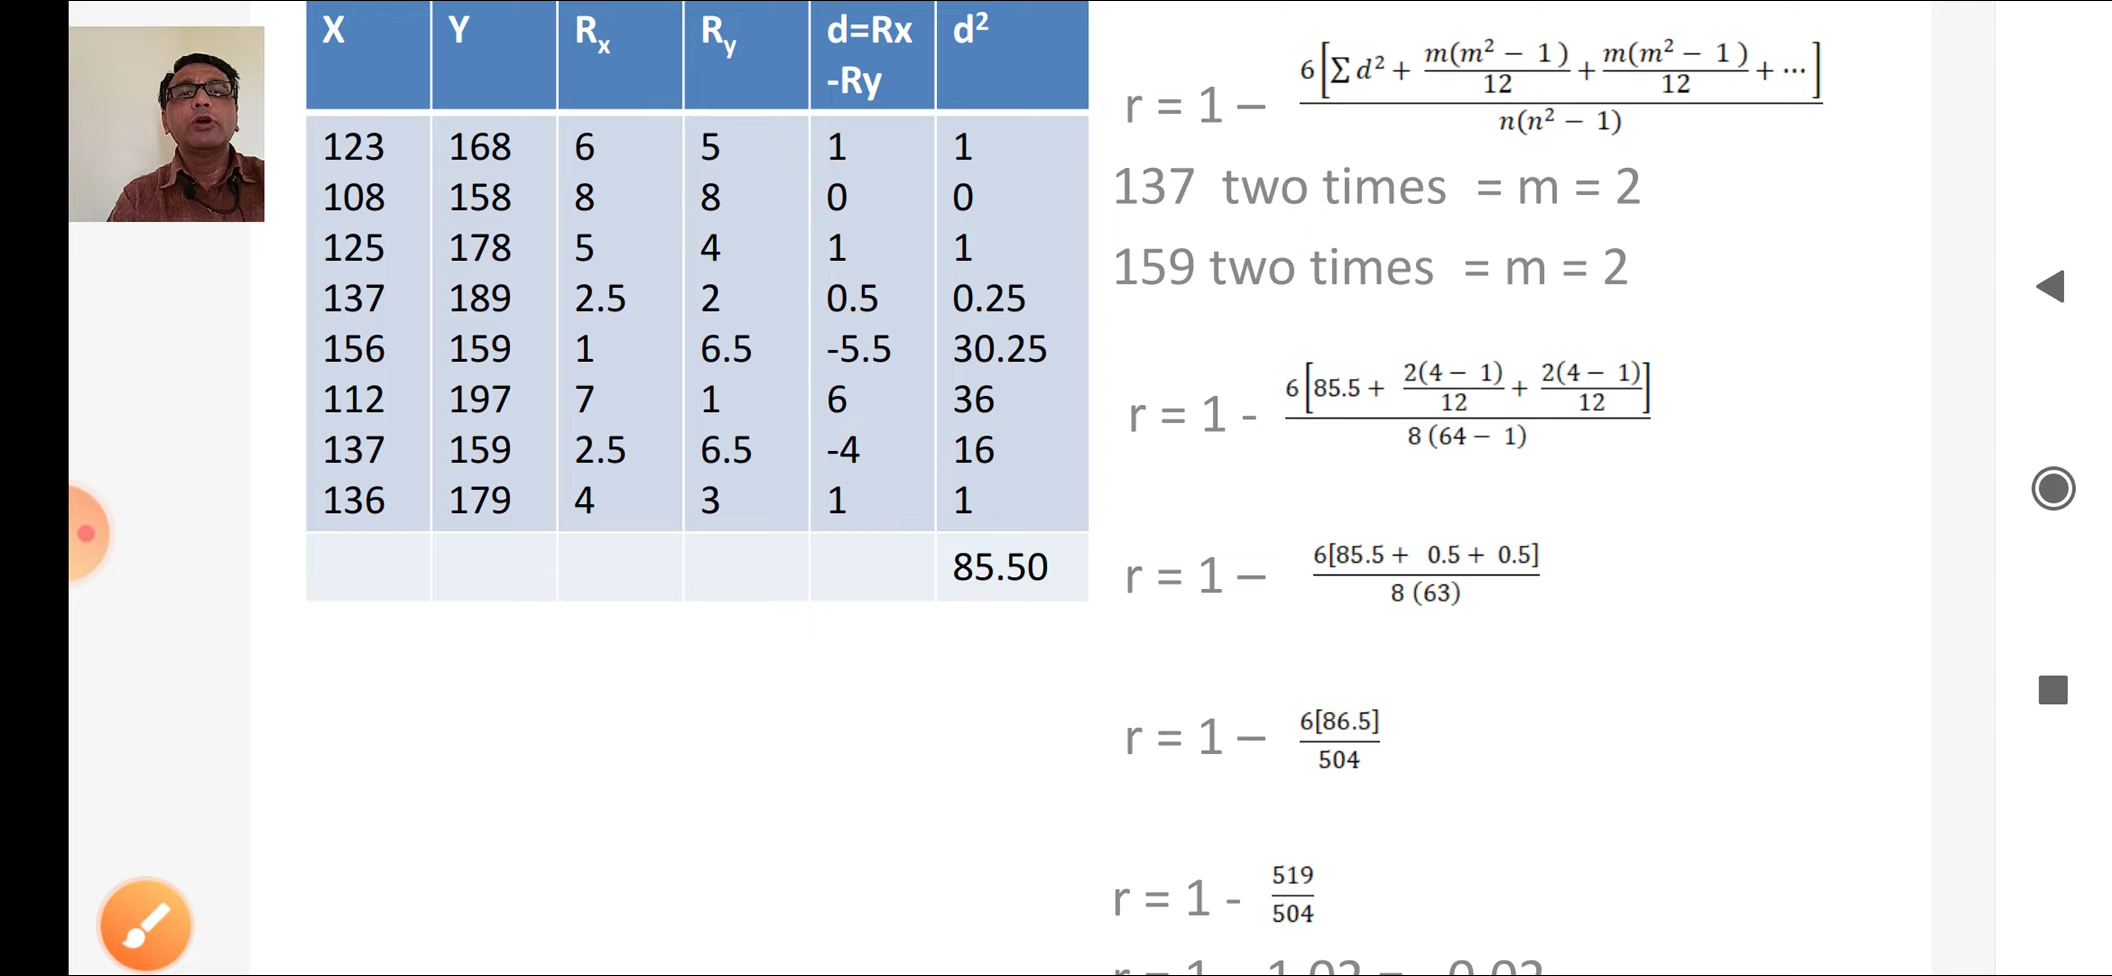 X Y Rx Ry d=Rx -Ry d²
123 168 6 5 1 1
108 158 8 8 0 0
125 178 5 4 1 1
137 189 2.5 2 0.5 0.25
156 159 1 6.5 -5.5 30.25
112 197 7 1 6 36
137 159 2.5 6.5 -4 16
136 179 4 3 1 1
85.50
r = 1 – 6[∑ d² + m(m² − 1)/12 + m(m² − 1)/12 + ⋯] / n(n² − 1)
137 two times = m = 2
159 two times = m = 2
r = 1 - 6[85.5 + 2(4 − 1)/12 + 2(4 − 1)/12] / 8 (64 − 1)
r = 1 – 6[85.5 + 0.5 + 0.5] / 8 (63)
r = 1 – 6[86.5] / 504
r = 1 - 519 / 504